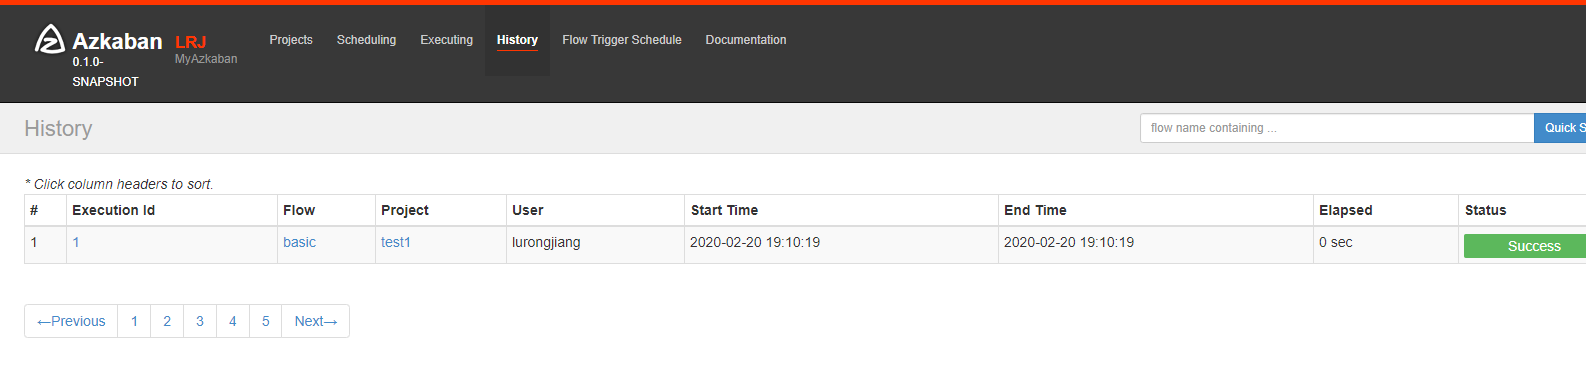 Azkaban
0.1.0-
SNAPSHOT
LRJ
MyAzkaban
Projects Scheduling Executing History Flow Trigger Schedule Documentation
History
flow name containing ...
Quick S
* Click column headers to sort.
# Execution Id Flow Project User Start Time End Time Elapsed Status
1 1 basic test1 lurongjiang 2020-02-20 19:10:19 2020-02-20 19:10:19 0 sec Success
←Previous 1 2 3 4 5 Next→